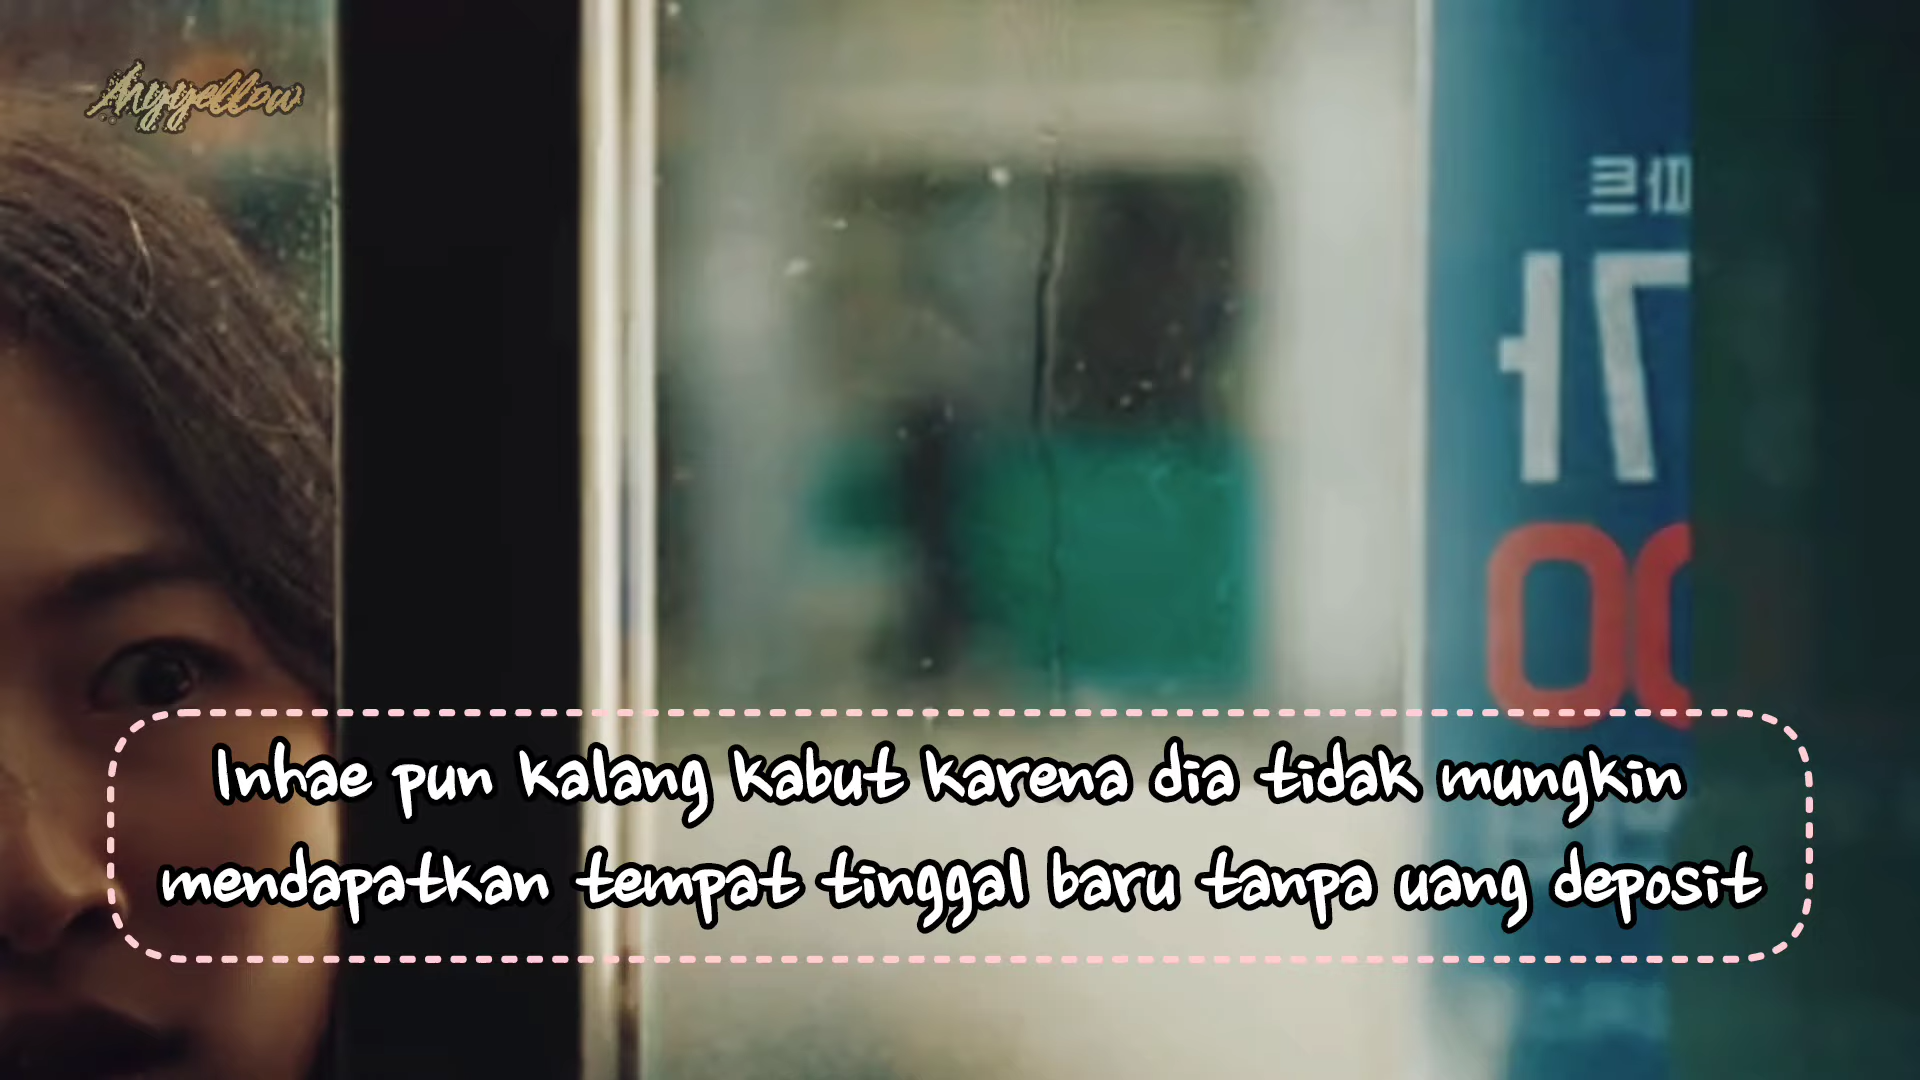 Anyyellow
Inhae pun kalang kabut karena dia tidak mungkin
mendapatkan tempat tinggal baru tanpa uang deposit